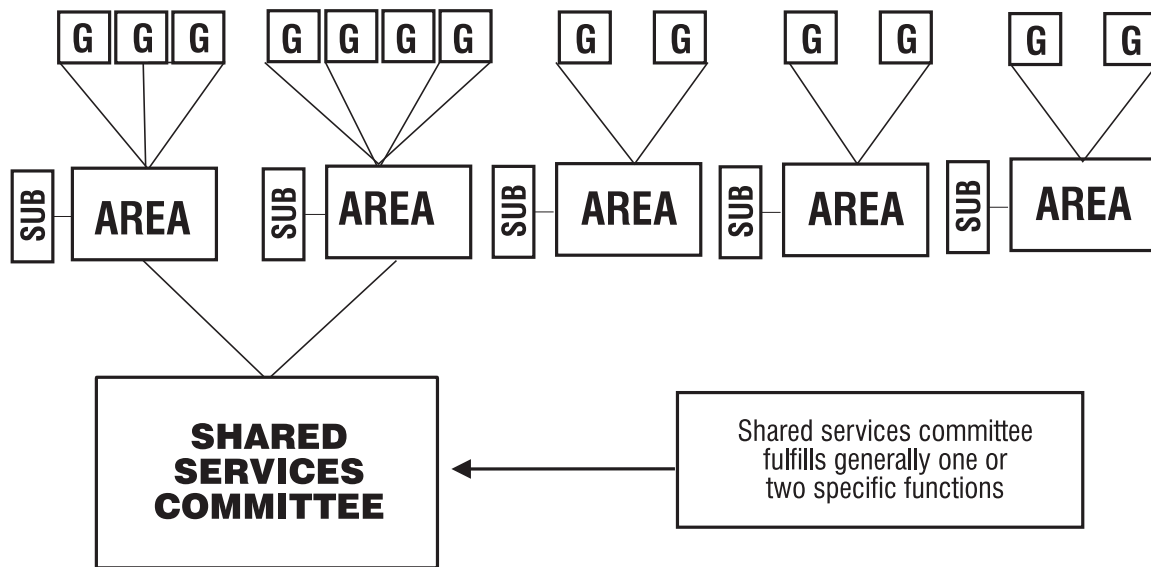 G G G G G G G G G G G G G
SUB AREA SUB AREA SUB AREA SUB AREA SUB AREA
SHARED
SERVICES
COMMITTEE
Shared services committee
fulfills generally one or
two specific functions